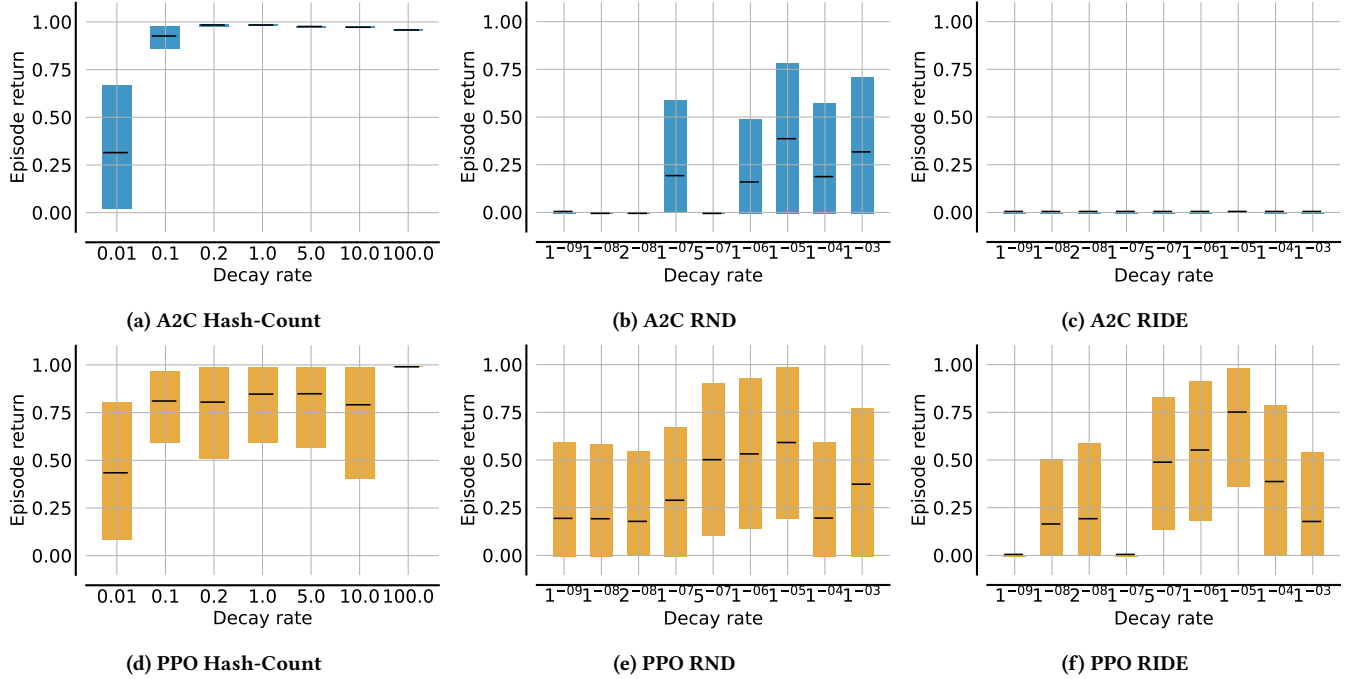 1.00
0.75
0.50
0.25
0.00
Episode return
0.01 0.1 0.2 1.0 5.0 10.0 100.0
Decay rate
(a) A2C Hash-Count
1.00
0.75
0.50
0.25
0.00
Episode return
1⁻⁰⁹ 1⁻⁰⁸ 2⁻⁰⁸ 1⁻⁰⁷ 5⁻⁰⁷ 1⁻⁰⁶ 1⁻⁰⁵ 1⁻⁰⁴ 1⁻⁰³
Decay rate
(b) A2C RND
1.00
0.75
0.50
0.25
0.00
Episode return
1⁻⁰⁹ 1⁻⁰⁸ 2⁻⁰⁸ 1⁻⁰⁷ 5⁻⁰⁷ 1⁻⁰⁶ 1⁻⁰⁵ 1⁻⁰⁴ 1⁻⁰³
Decay rate
(c) A2C RIDE
1.00
0.75
0.50
0.25
0.00
Episode return
0.01 0.1 0.2 1.0 5.0 10.0 100.0
Decay rate
(d) PPO Hash-Count
1.00
0.75
0.50
0.25
0.00
Episode return
1⁻⁰⁹ 1⁻⁰⁸ 2⁻⁰⁸ 1⁻⁰⁷ 5⁻⁰⁷ 1⁻⁰⁶ 1⁻⁰⁵ 1⁻⁰⁴ 1⁻⁰³
Decay rate
(e) PPO RND
1.00
0.75
0.50
0.25
0.00
Episode return
1⁻⁰⁹ 1⁻⁰⁸ 2⁻⁰⁸ 1⁻⁰⁷ 5⁻⁰⁷ 1⁻⁰⁶ 1⁻⁰⁵ 1⁻⁰⁴ 1⁻⁰³
Decay rate
(f) PPO RIDE